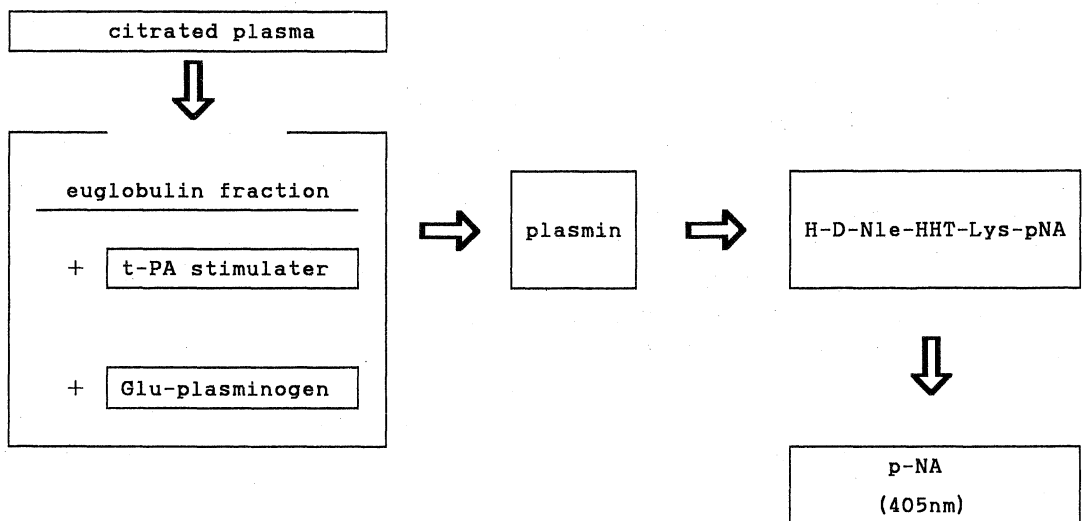 citrated plasma
euglobulin fraction
+ t-PA stimulater
+ Glu-plasminogen
plasmin
H-D-Nle-HHT-Lys-pNA
p-NA
(405nm)